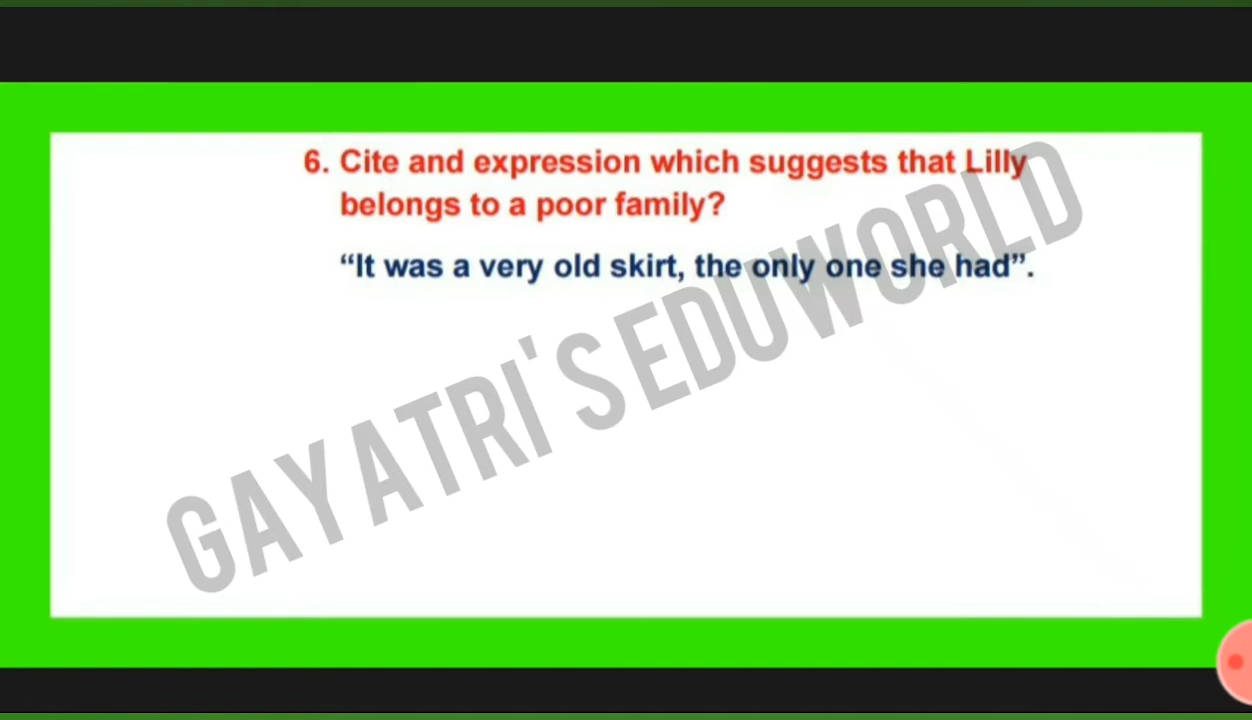 6. Cite and expression which suggests that Lilly
belongs to a poor family?
“It was a very old skirt, the only one she had”.
GAYATRI'S EDUWORLD